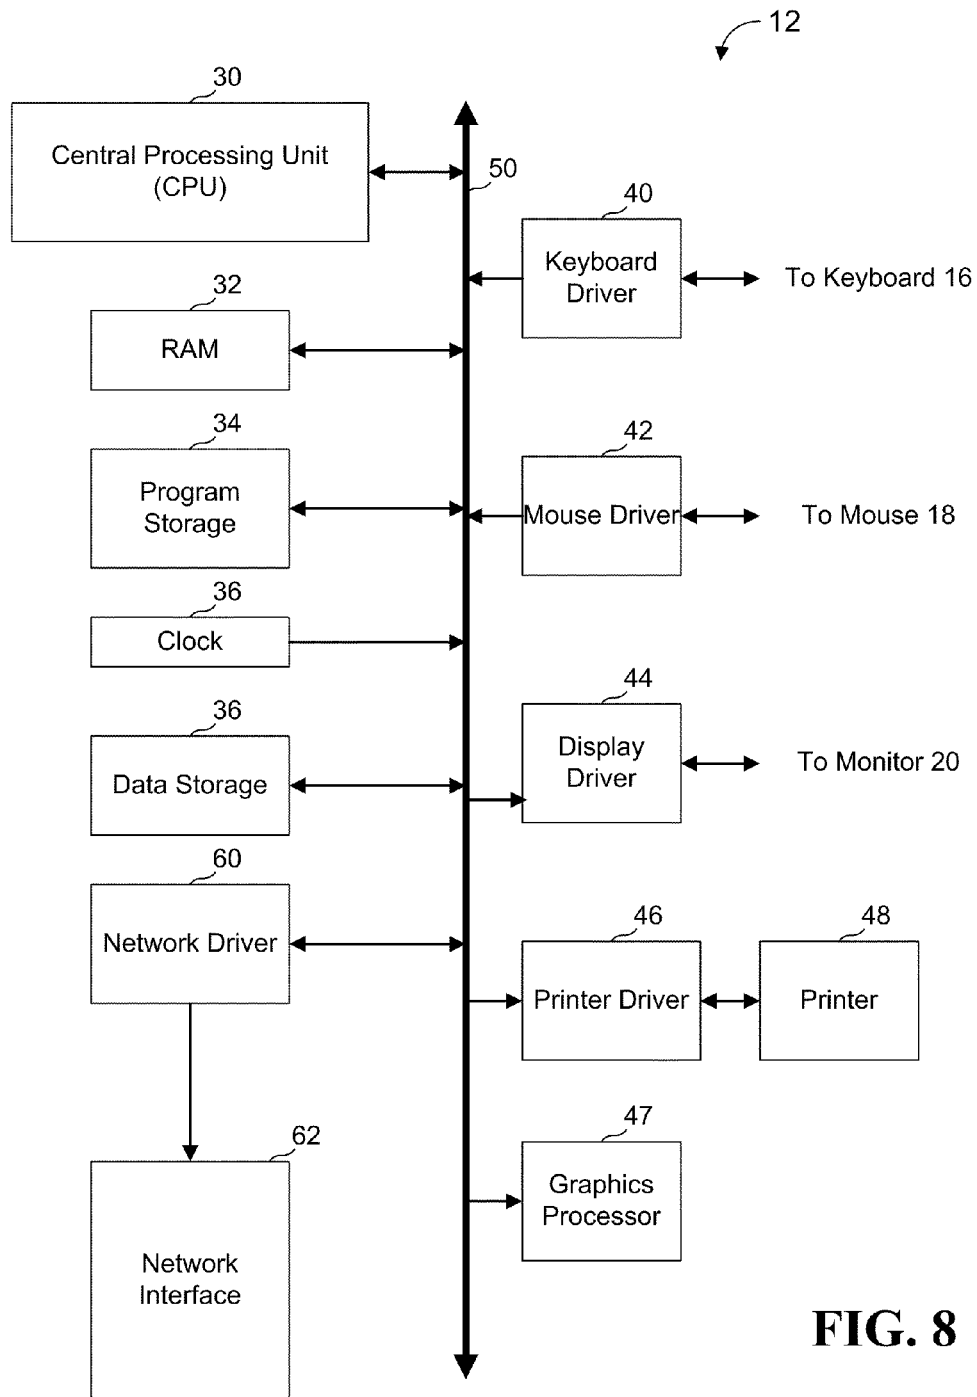 12
30
Central Processing Unit
(CPU)
50
40
Keyboard
Driver
To Keyboard 16
32
RAM
34
Program
Storage
42
Mouse Driver
To Mouse 18
36
Clock
44
Display
Driver
To Monitor 20
36
Data Storage
60
Network Driver
46
Printer Driver
48
Printer
62
Network
Interface
47
Graphics
Processor
FIG. 8